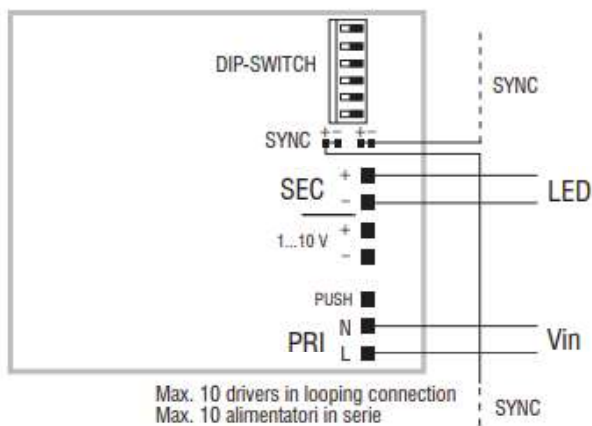 DIP-SWITCH
SYNC
SYNC + - + -
SEC + -
LED
1...10 V + -
PUSH
PRI N L
Vin
Max. 10 drivers in looping connection
Max. 10 alimentatori in serie
SYNC